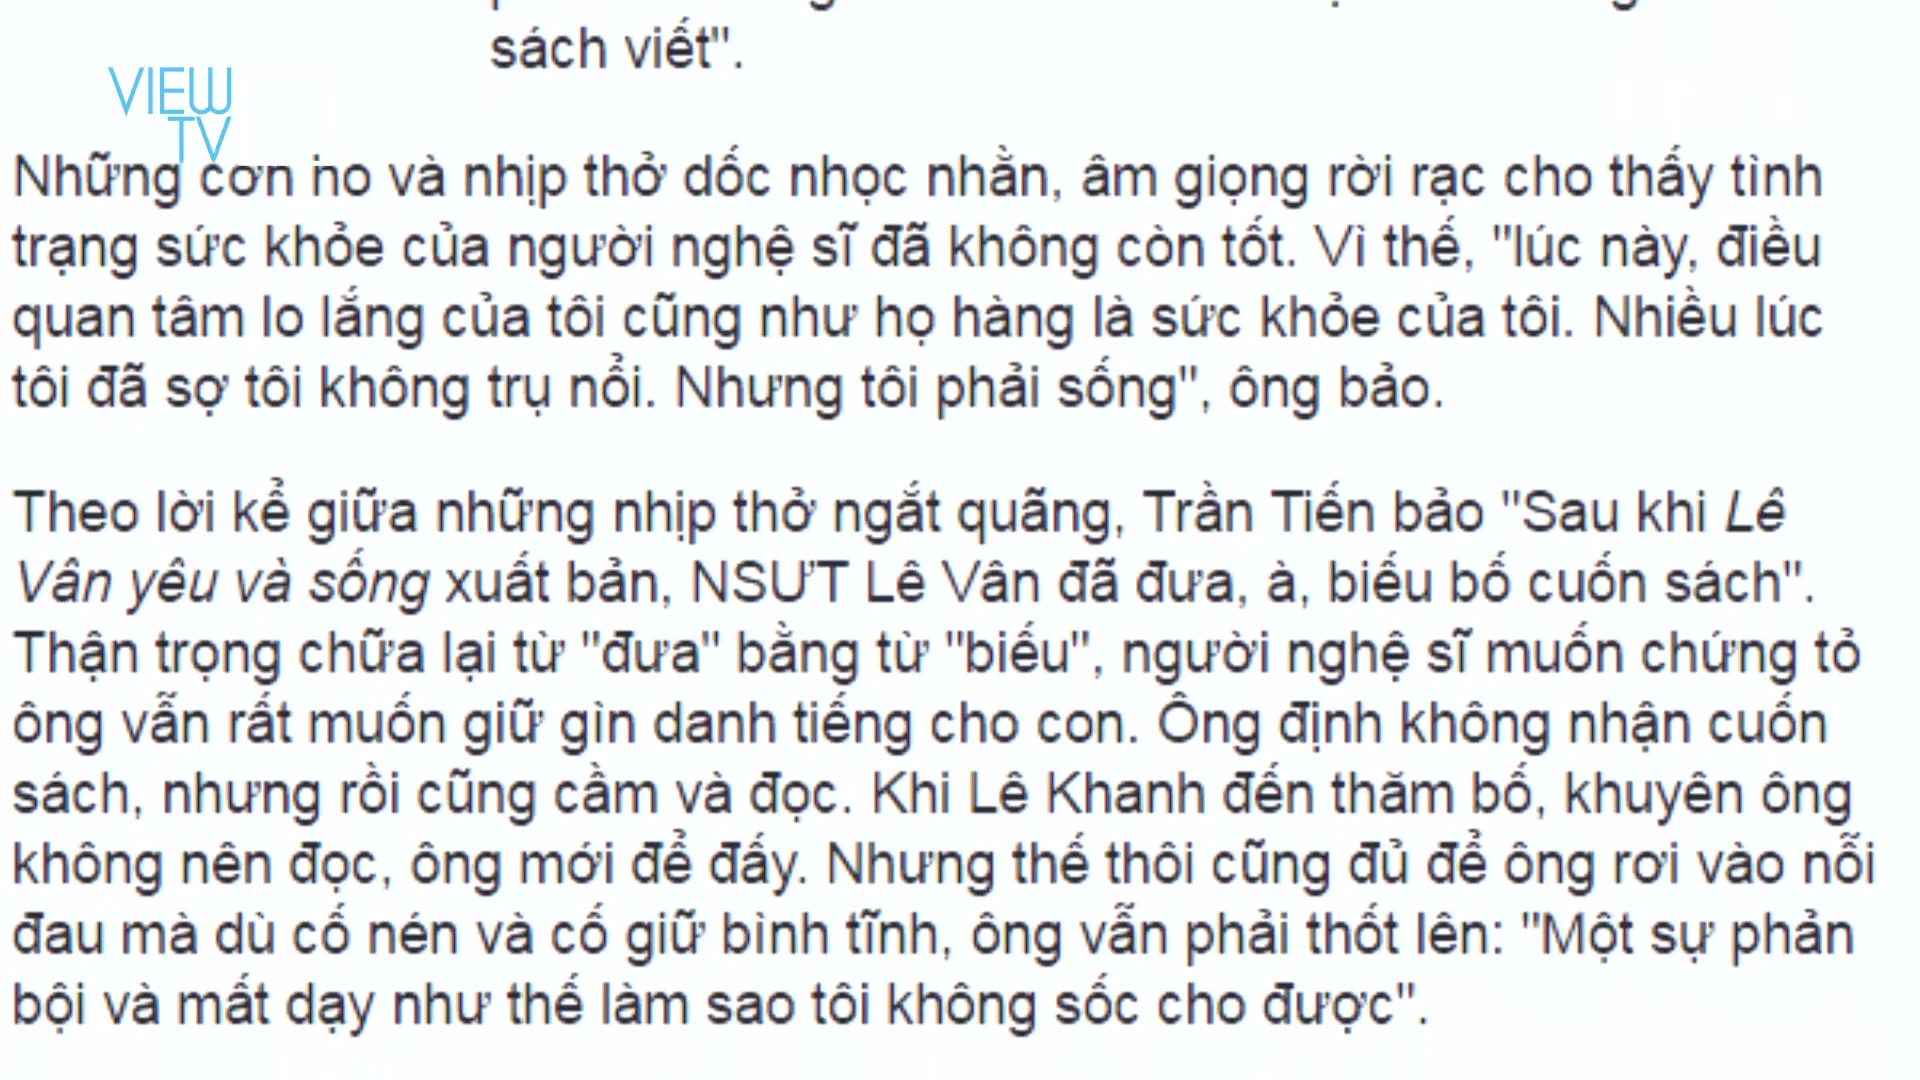 sách viết".
VIEW
TV
Những cơn ho và nhịp thở dốc nhọc nhằn, âm giọng rời rạc cho thấy tình
trạng sức khỏe của người nghệ sĩ đã không còn tốt. Vì thế, "lúc này, điều
quan tâm lo lắng của tôi cũng như họ hàng là sức khỏe của tôi. Nhiều lúc
tôi đã sợ tôi không trụ nổi. Nhưng tôi phải sống", ông bảo.
Theo lời kể giữa những nhịp thở ngắt quãng, Trần Tiến bảo "Sau khi Lê
Vân yêu và sống xuất bản, NSƯT Lê Vân đã đưa, à, biếu bố cuốn sách".
Thận trọng chữa lại từ "đưa" bằng từ "biếu", người nghệ sĩ muốn chứng tỏ
ông vẫn rất muốn giữ gìn danh tiếng cho con. Ông định không nhận cuốn
sách, nhưng rồi cũng cầm và đọc. Khi Lê Khanh đến thăm bố, khuyên ông
không nên đọc, ông mới để đấy. Nhưng thế thôi cũng đủ để ông rơi vào nỗi
đau mà dù cố nén và cố giữ bình tĩnh, ông vẫn phải thốt lên: "Một sự phản
bội và mất dạy như thế làm sao tôi không sốc cho được".